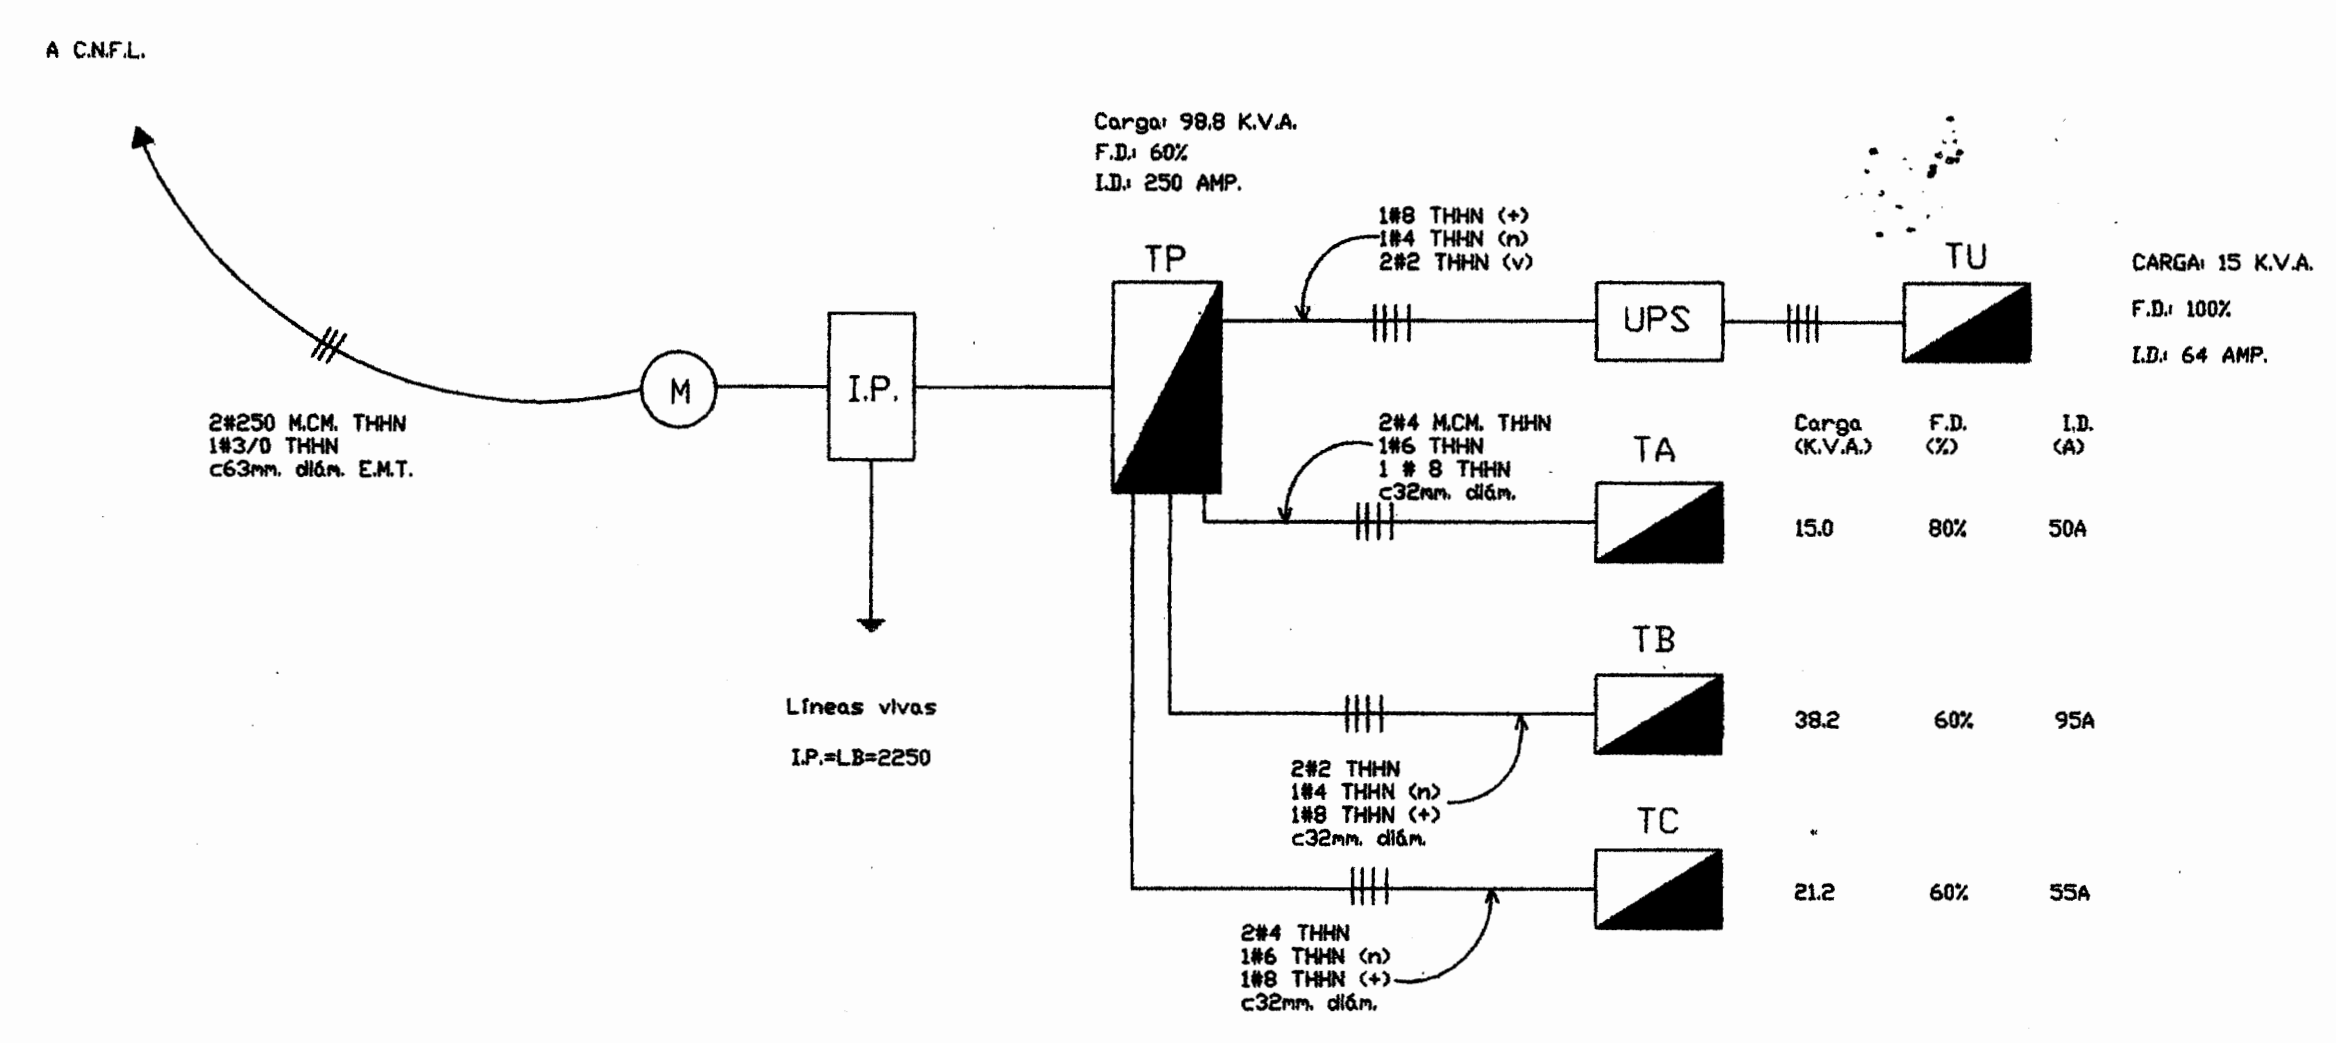 A C.N.F.L.
2#250 M.CM. THHN
1#3/0 THHN
c63mm. diám. E.M.T.
M
I.P.
Líneas vivas
I.P.=LB=2250
Carga: 98.8 K.V.A.
F.D.: 60%
I.D.: 250 AMP.
TP
1#8 THHN (+)
1#4 THHN (n)
2#2 THHN (v)
UPS
TU
CARGA: 15 K.V.A.
F.D.: 100%
I.D.: 64 AMP.
2#4 M.CM. THHN
1#6 THHN
1 # 8 THHN
c32mm. diám.
TA
Carga F.D. I.D.
(K.V.A.) (%) (A)
15.0 80% 50A
TB
38.2 60% 95A
2#2 THHN
1#4 THHN (n)
1#8 THHN (+)
c32mm. diám.
TC
21.2 60% 55A
2#4 THHN
1#6 THHN (n)
1#8 THHN (+)
c32mm. diám.